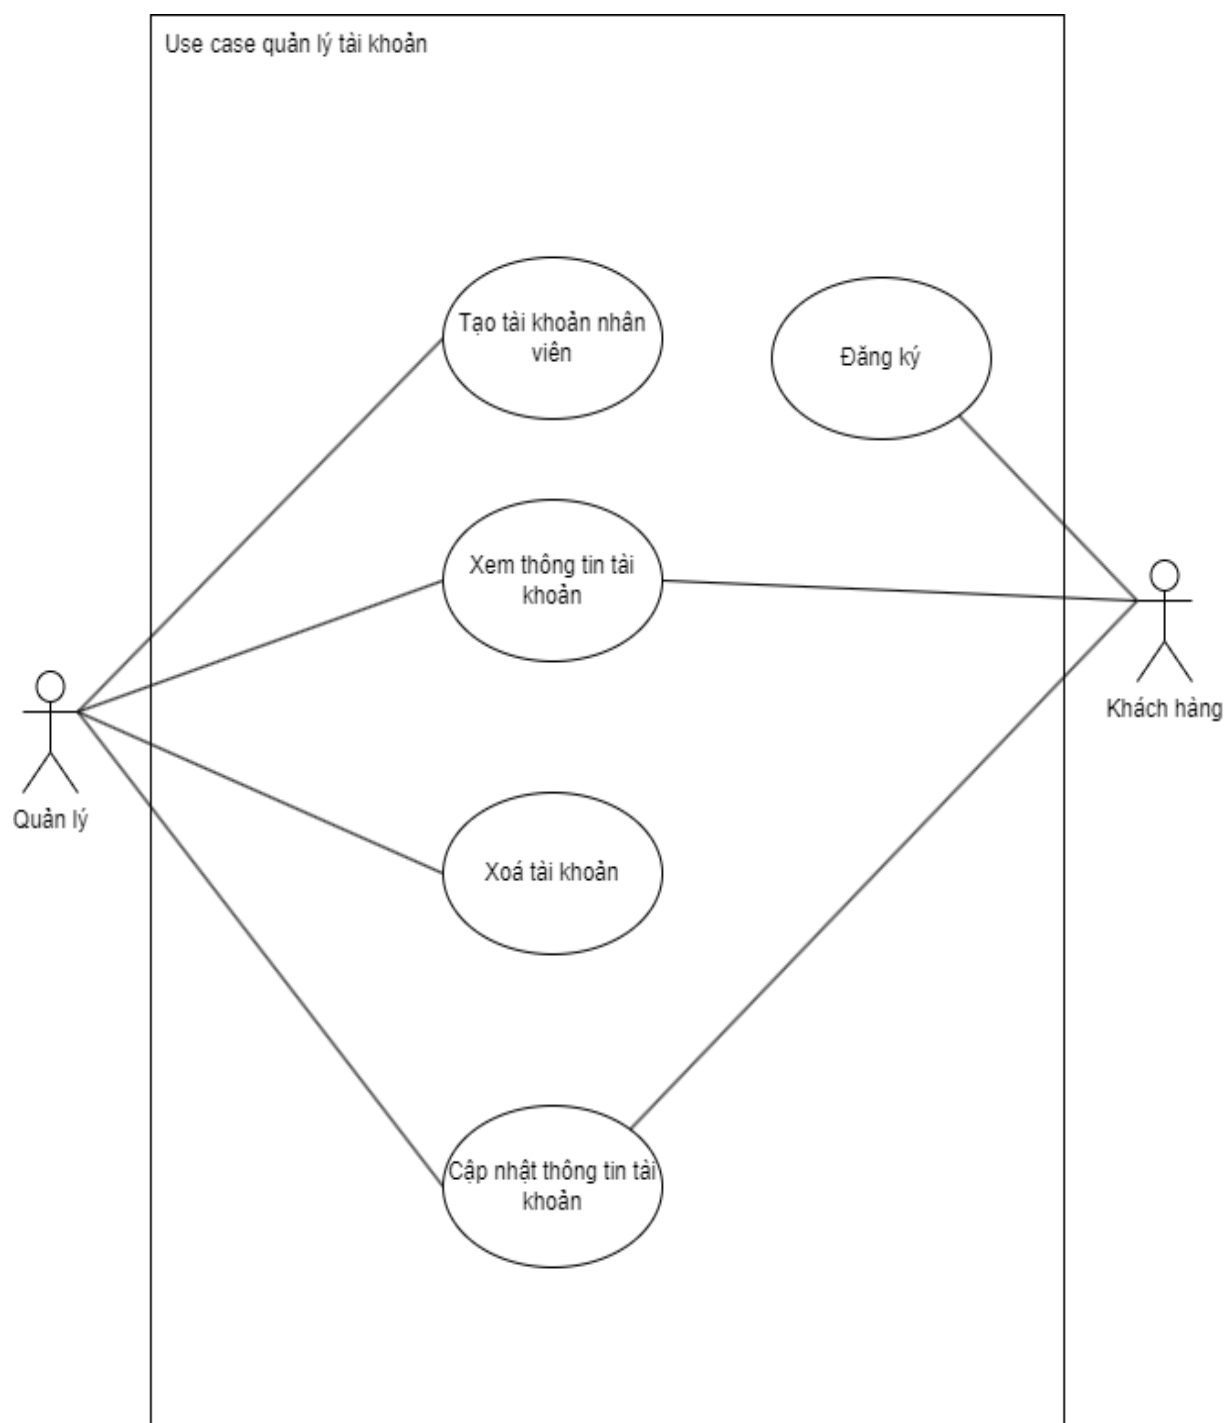 Use case quản lý tài khoản
Tạo tài khoản nhân
viên
Đăng ký
Xem thông tin tài
khoản
Khách hàng
Quản lý
Xoá tài khoản
Cập nhật thông tin tài
khoản